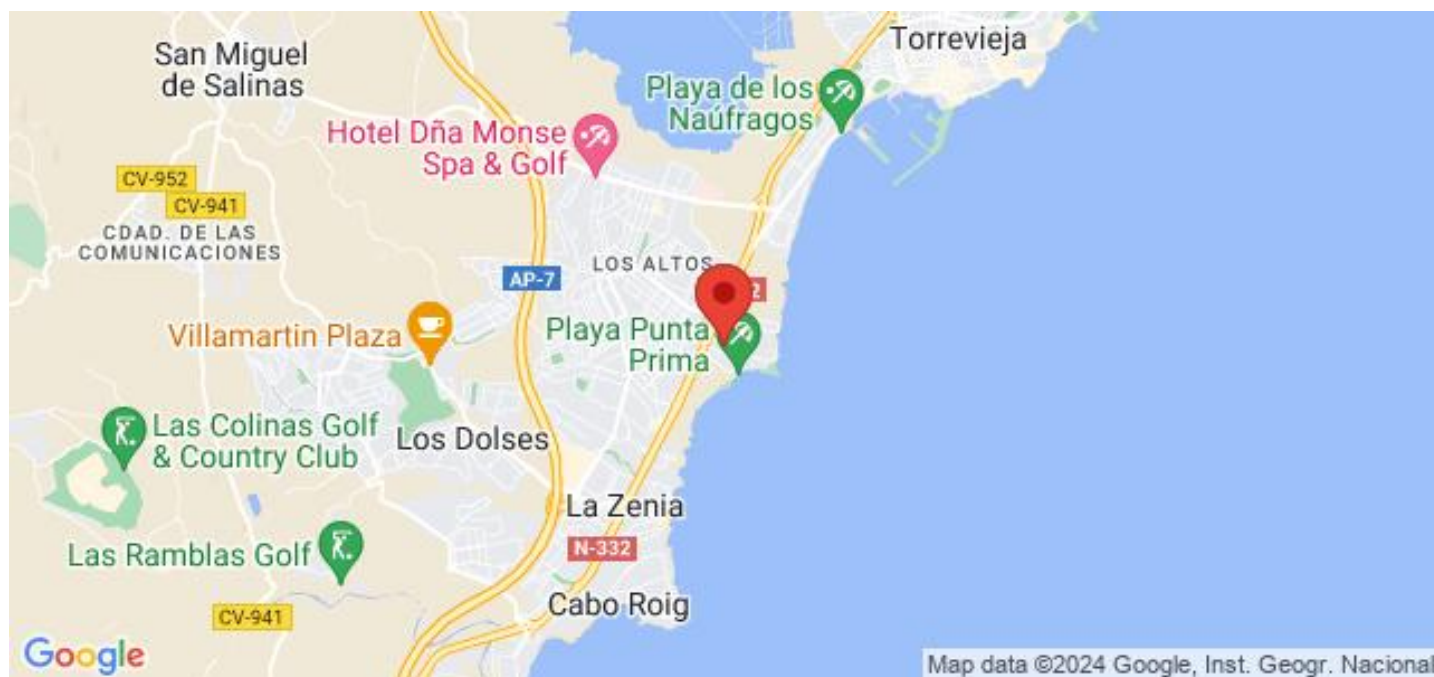 Torrevieja
San Miguel
de Salinas
Playa de los
Naúfragos
Hotel Dña Monse
Spa & Golf
CV-952
CV-941
CDAD. DE LAS
COMUNICACIONES
LOS ALTOS
AP-7
Villamartin Plaza
Playa Punta
Prima
Las Colinas Golf
& Country Club
Los Dolses
La Zenia
N-332
Las Ramblas Golf
Cabo Roig
CV-941
Google
Map data ©2024 Google, Inst. Geogr. Nacional